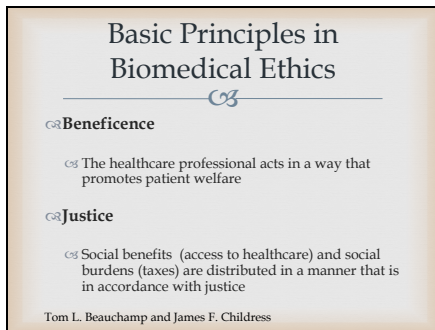 Basic Principles in
Biomedical Ethics
Beneficence
The healthcare professional acts in a way that
promotes patient welfare
Justice
Social benefits (access to healthcare) and social
burdens (taxes) are distributed in a manner that is
in accordance with justice
Tom L. Beauchamp and James F. Childress